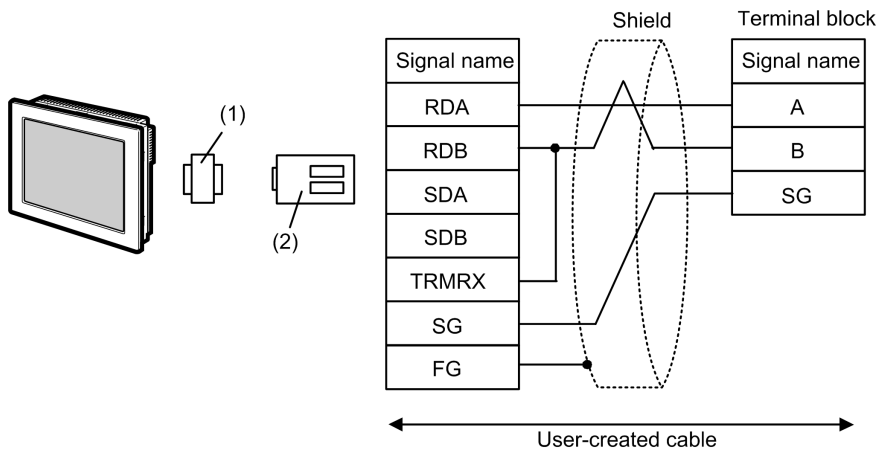 Shield
Terminal block
Signal name
Signal name
(1)
RDA
A
RDB
B
SDA
SG
(2)
SDB
TRMRX
SG
FG
User-created cable